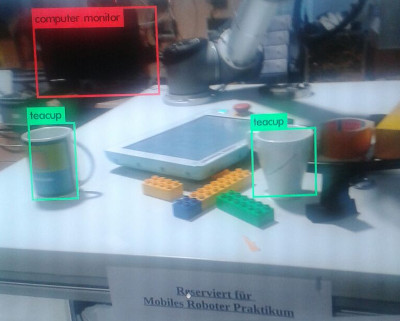 computer monitor
teacup
teacup
Reserviert für
Mobiles Roboter Praktikum